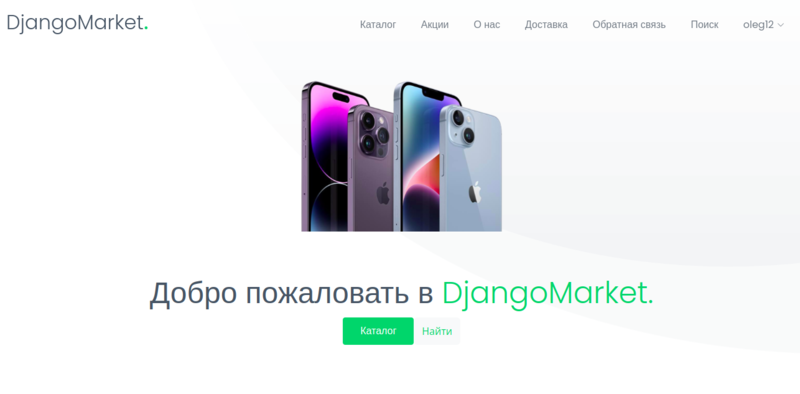 DjangoMarket.
Каталог Акции О нас Доставка Обратная связь Поиск oleg12
Добро пожаловать в DjangoMarket.
Каталог Найти